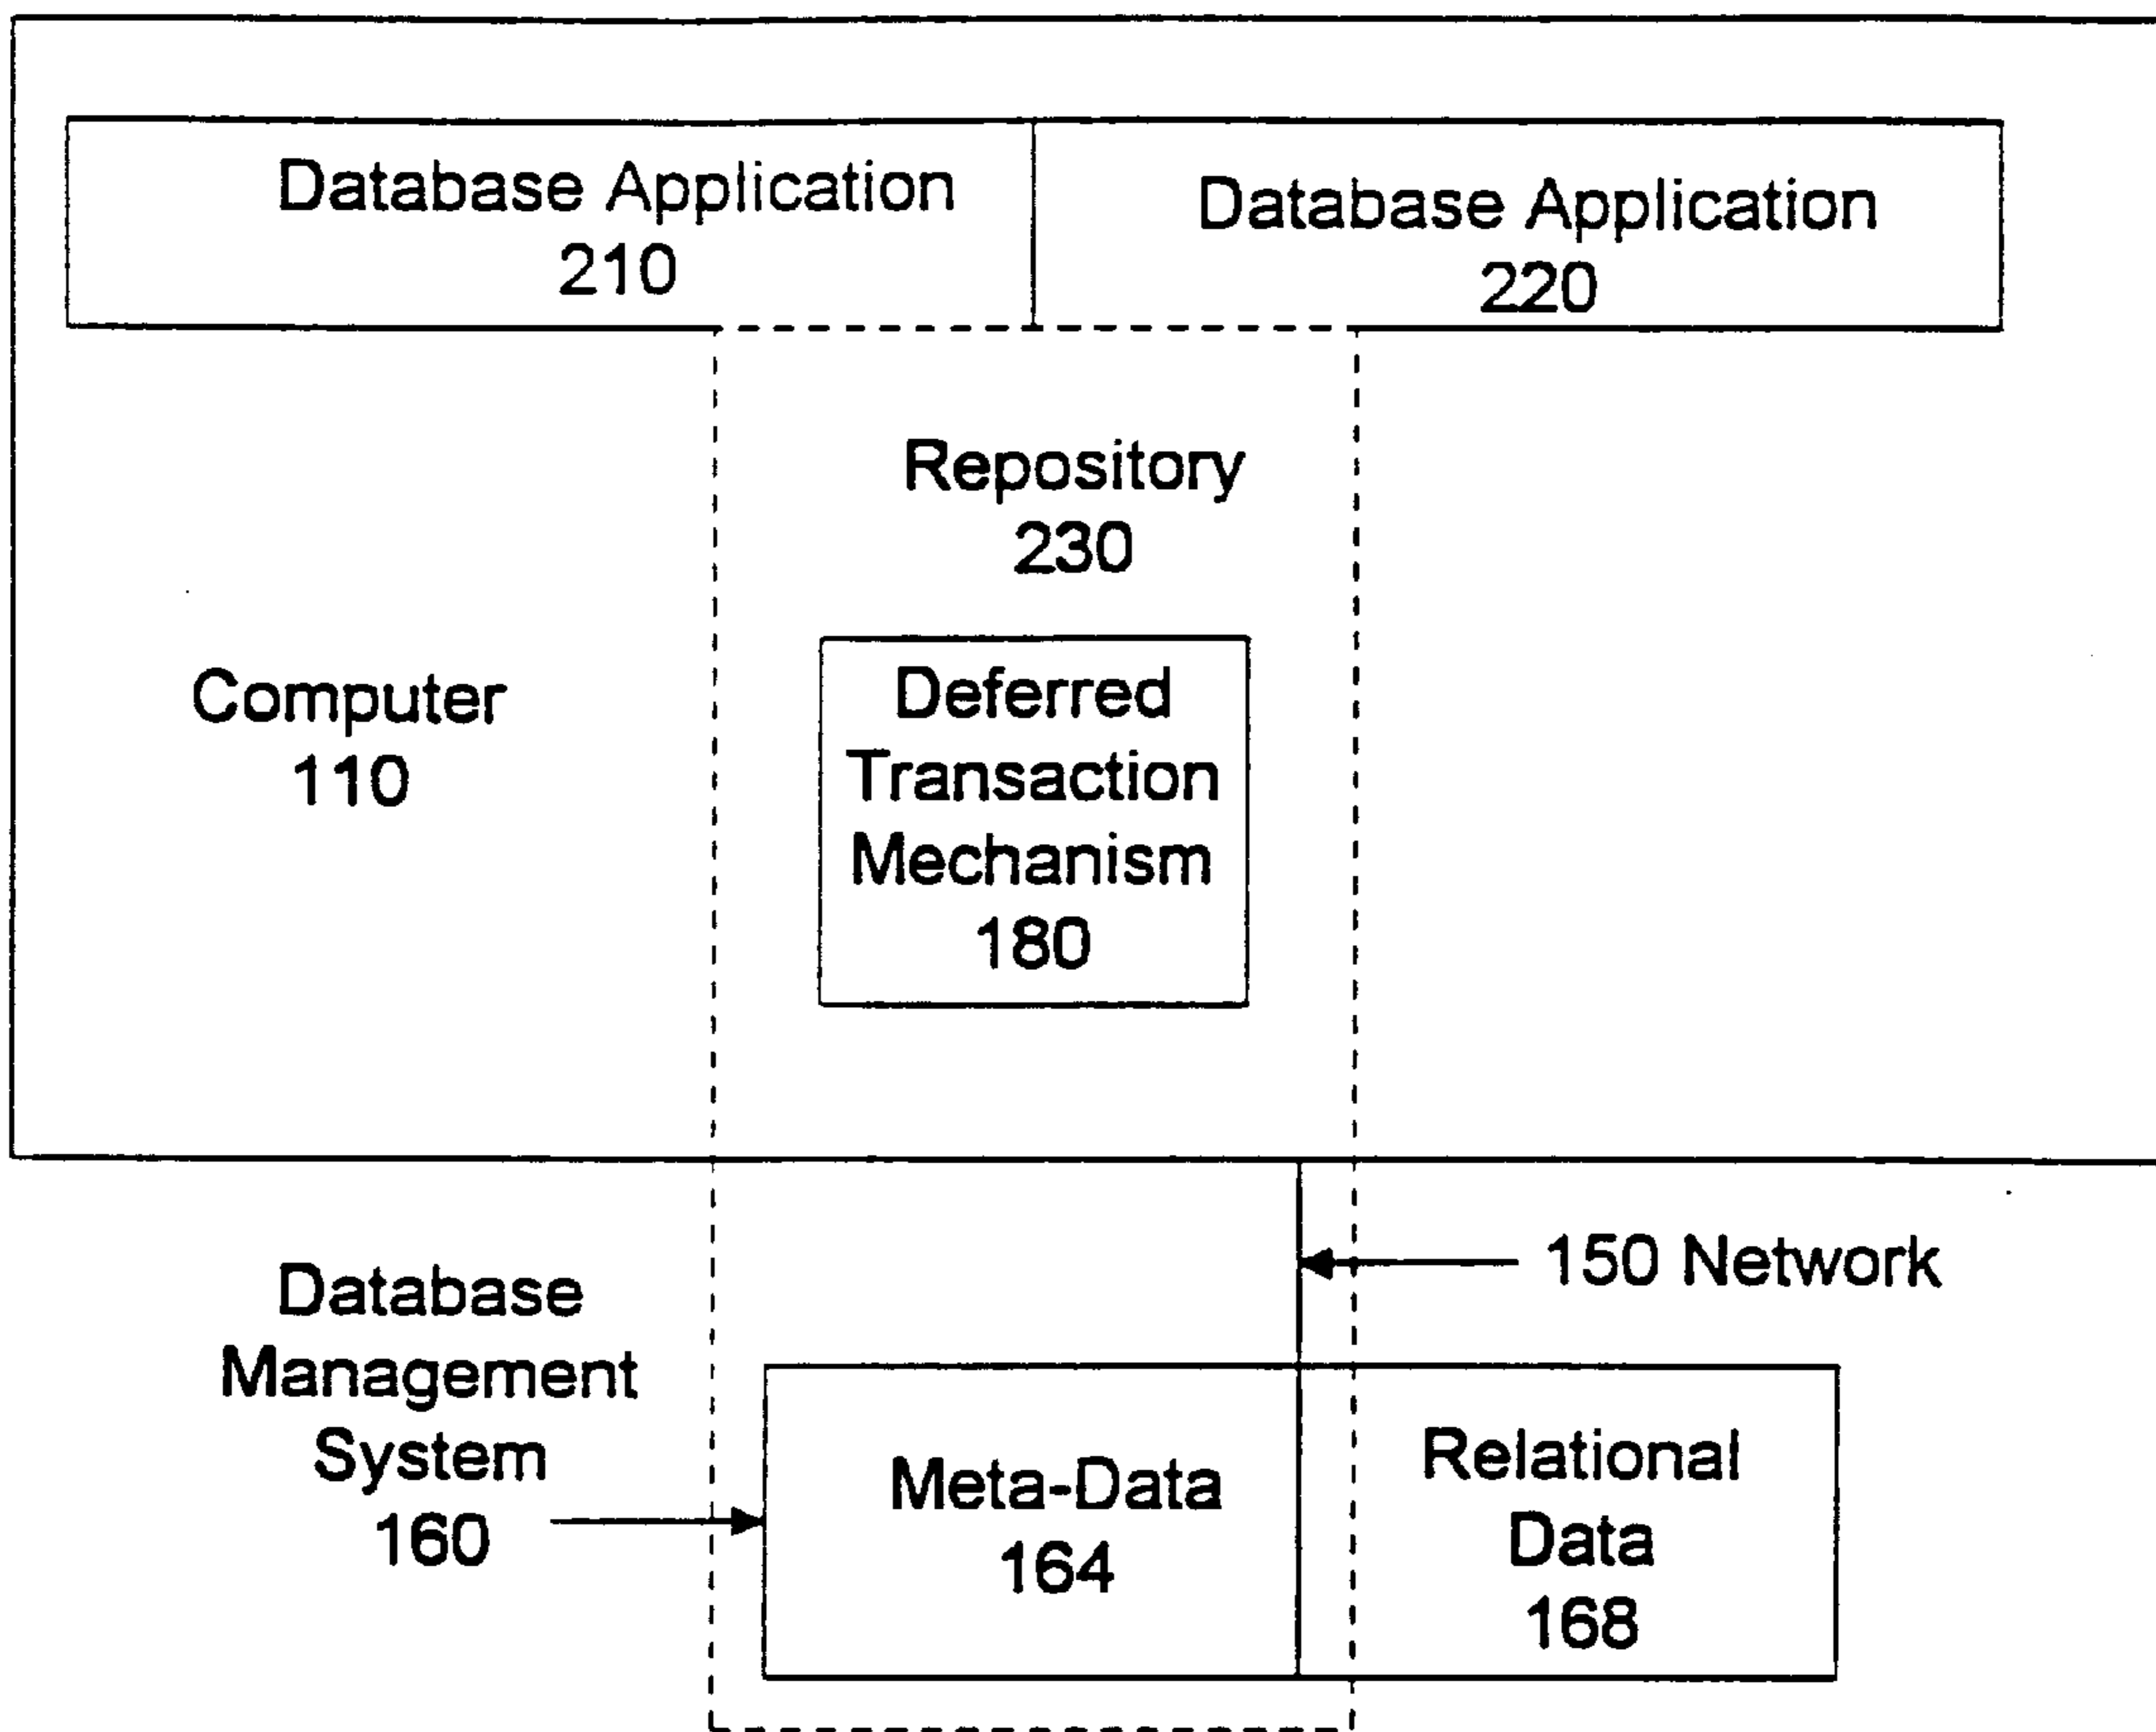 Database Application
210
Database Application
220
Repository
230
Computer
110
Deferred
Transaction
Mechanism
180
150 Network
Database
Management
System
160
Meta-Data
164
Relational
Data
168